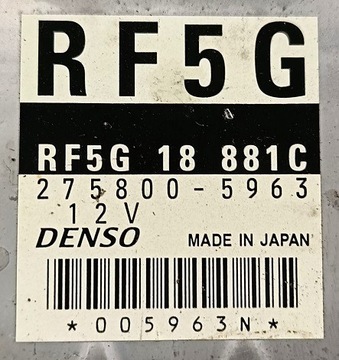 RF5G
RF5G 18 881C
275800-5963
12V
DENSO MADE IN JAPAN
*005963N*